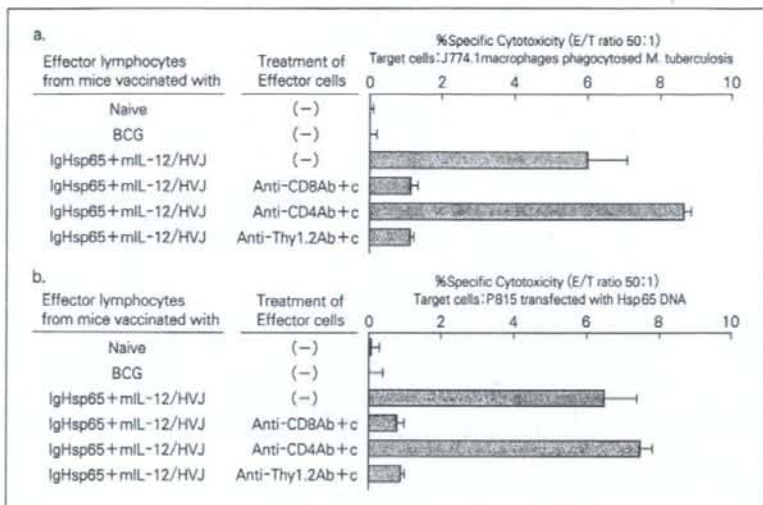 a.
%Specific Cytotoxicity (E/T ratio 50:1)
Effector lymphocytes Treatment of Target cells:J774.1macrophages phagocytosed M. tuberculosis
from mice vaccinated with Effector cells 0 2 4 6 8 10
Naive (-)
BCG (-)
IgHsp65+mIL-12/HVJ (-)
IgHsp65+mIL-12/HVJ Anti-CD8Ab+c
IgHsp65+mIL-12/HVJ Anti-CD4Ab+c
IgHsp65+mIL-12/HVJ Anti-Thy1.2Ab+c
b.
%Specific Cytotoxicity (E/T ratio 50:1)
Effector lymphocytes Treatment of Target cells:P815 transfected with Hsp65 DNA
from mice vaccinated with Effector cells 0 2 4 6 8 10
Naive (-)
BCG (-)
IgHsp65+mIL-12/HVJ (-)
IgHsp65+mIL-12/HVJ Anti-CD8Ab+c
IgHsp65+mIL-12/HVJ Anti-CD4Ab+c
IgHsp65+mIL-12/HVJ Anti-Thy1.2Ab+c